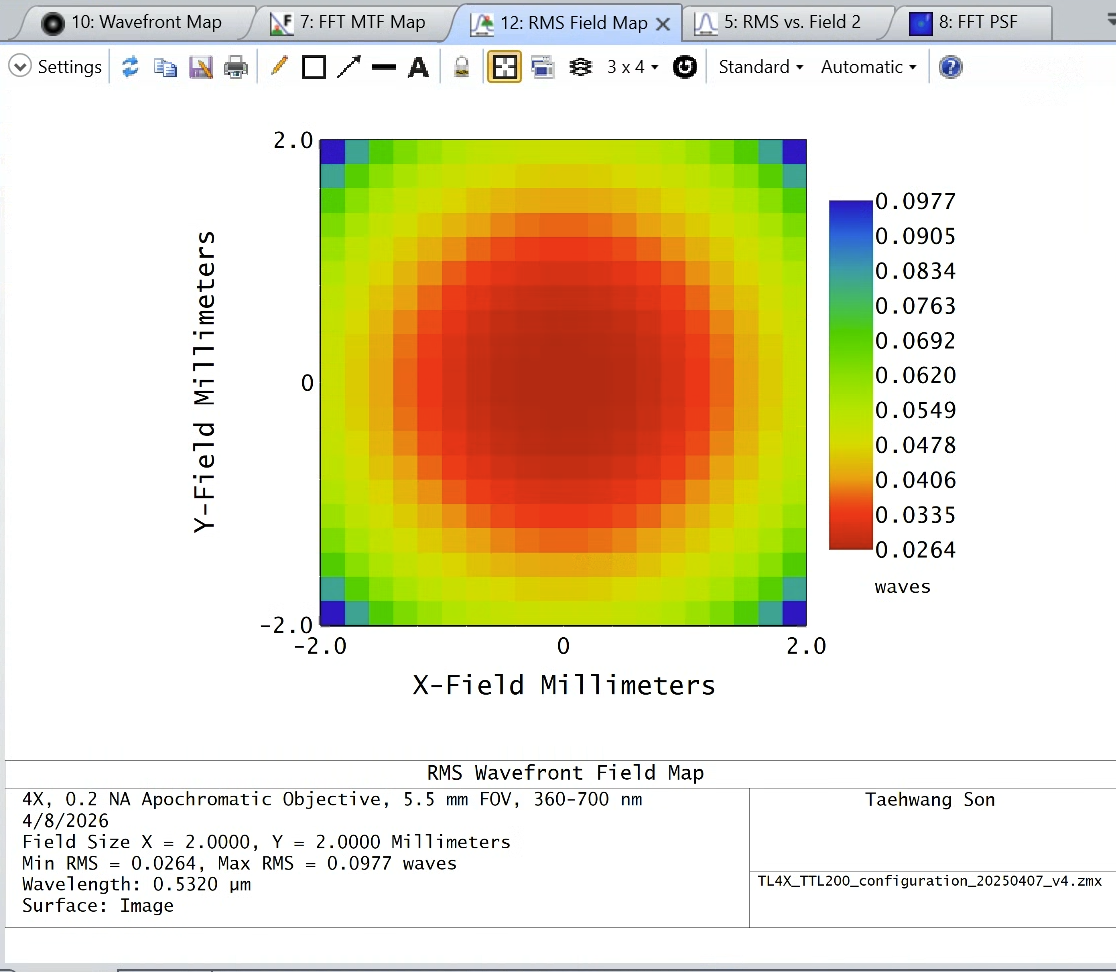 10: Wavefront Map 7: FFT MTF Map 12: RMS Field Map 5: RMS vs. Field 2 8: FFT PSF
Settings A 3 x 4 Standard Automatic ?
2.0
0
-2.0
Y-Field Millimeters
-2.0 0 2.0
X-Field Millimeters
0.0977
0.0905
0.0834
0.0763
0.0692
0.0620
0.0549
0.0478
0.0406
0.0335
0.0264
waves
RMS Wavefront Field Map
4X, 0.2 NA Apochromatic Objective, 5.5 mm FOV, 360-700 nm
4/8/2026
Field Size X = 2.0000, Y = 2.0000 Millimeters
Min RMS = 0.0264, Max RMS = 0.0977 waves
Wavelength: 0.5320 µm
Surface: Image
Taehwang Son
TL4X_TTL200_configuration_20250407_v4.zmx